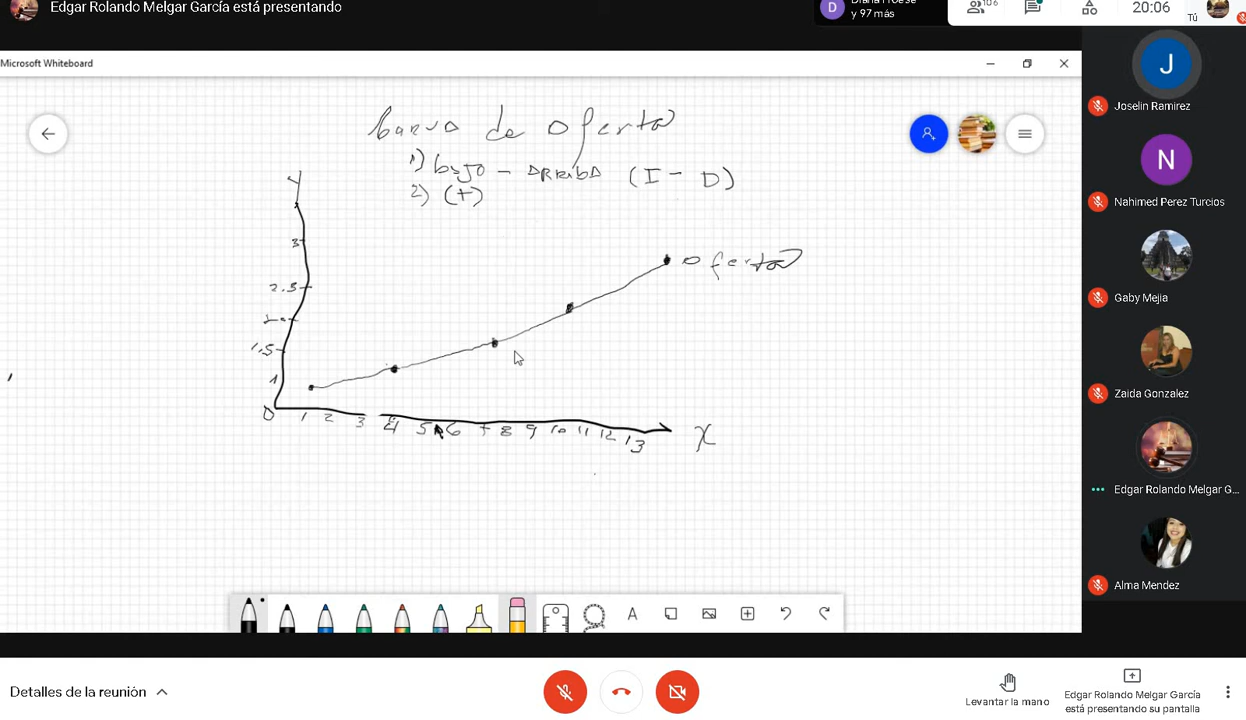 Edgar Rolando Melgar García está presentando
D
y 97 más
106
20:06
Tú
Microsoft Whiteboard
de oferta
1) bajo - ARRibA (I - D)
2) (+)
Y
3
2.5
1.5
1
0
1 2 3 4 5 6 7 8 9 10 11 12 13
X
oferta
J
Joselin Ramirez
N
Nahimed Perez Turcios
Gaby Mejia
Zaida Gonzalez
Edgar Rolando Melgar G...
Alma Mendez
A
Detalles de la reunión
Levantar la mano
Edgar Rolando Melgar García
está presentando su pantalla